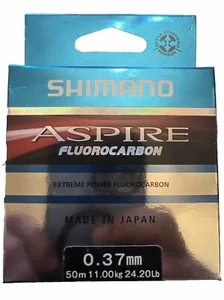 SHIMANO
ASPIRE
FLUOROCARBON
EXTREME POWER FLUOROCARBON
MADE IN JAPAN
0.37mm
50m 11.00kg 24.20Lb